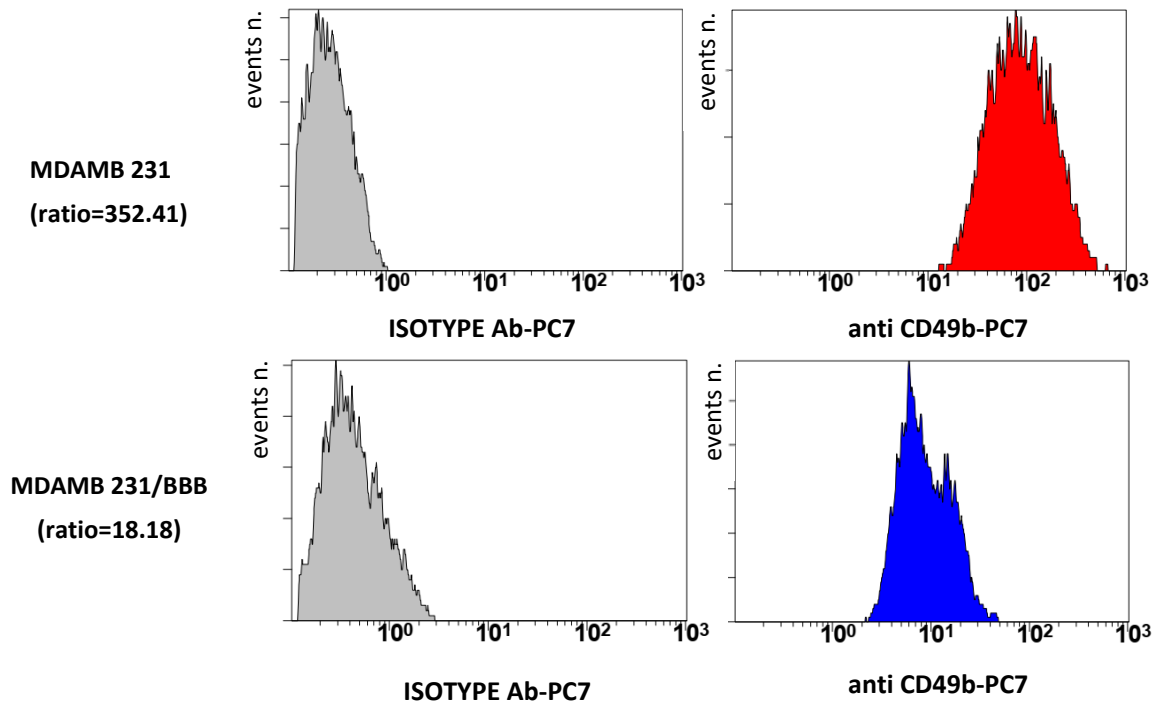 events n.
events n.
MDAMB 231
(ratio=352.41)
10⁰ 10¹ 10² 10³
10⁰ 10¹ 10² 10³
ISOTYPE Ab-PC7
anti CD49b-PC7
events n.
events n.
MDAMB 231/BBB
(ratio=18.18)
10⁰ 10¹ 10² 10³
10⁰ 10¹ 10² 10³
ISOTYPE Ab-PC7
anti CD49b-PC7